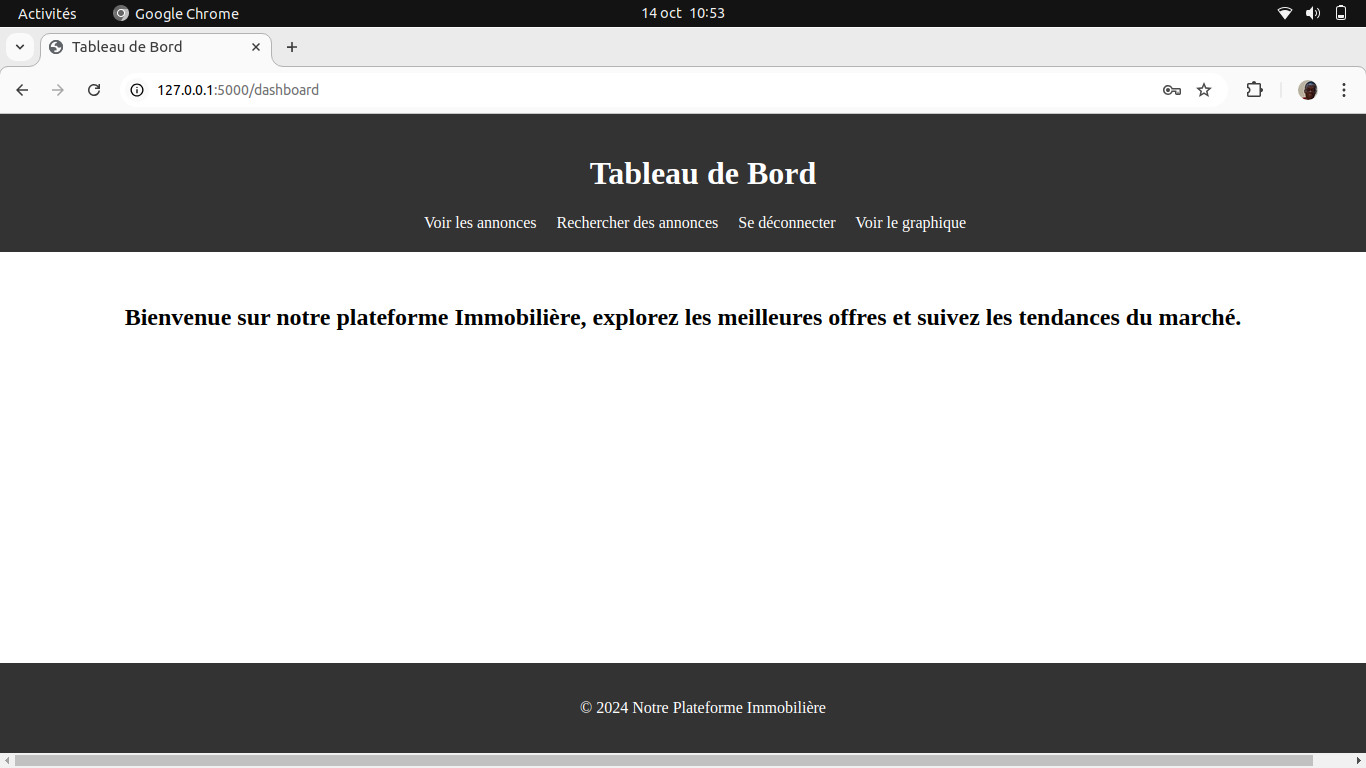 Activités Google Chrome 14 oct 10:53
Tableau de Bord
127.0.0.1:5000/dashboard
Tableau de Bord
Voir les annonces Rechercher des annonces Se déconnecter Voir le graphique
Bienvenue sur notre plateforme Immobilière, explorez les meilleures offres et suivez les tendances du marché.
© 2024 Notre Plateforme Immobilière